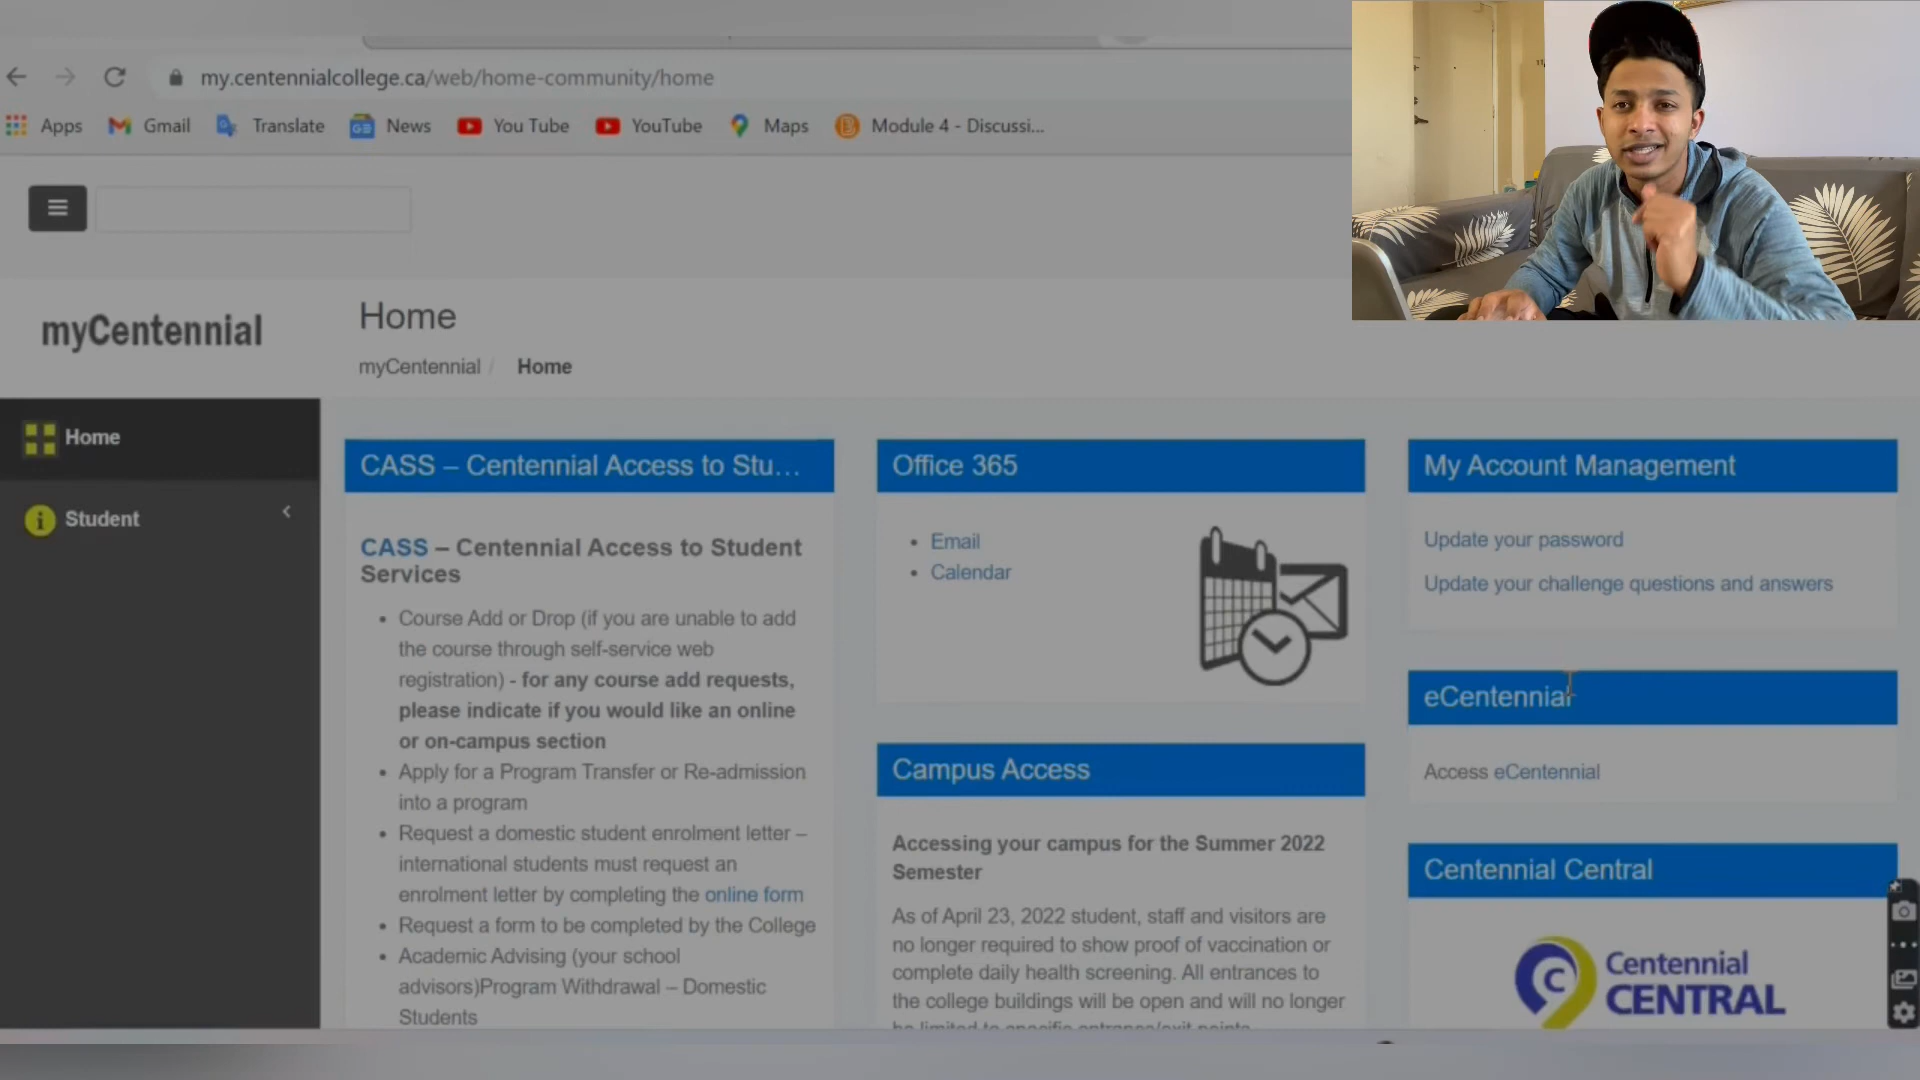 my.centennialcollege.ca/web/home-community/home
Apps
Gmail
Translate
News
You Tube
YouTube
Maps
Module 4 - Discussi...
myCentennial
Home
myCentennial / Home
Home
Student
CASS – Centennial Access to Stu...
CASS – Centennial Access to Student
Services
• Course Add or Drop (if you are unable to add
the course through self-service web
registration) - for any course add requests,
please indicate if you would like an online
or on-campus section
• Apply for a Program Transfer or Re-admission
into a program
• Request a domestic student enrolment letter –
international students must request an
enrolment letter by completing the online form
• Request a form to be completed by the College
• Academic Advising (your school
advisors)Program Withdrawal – Domestic
Students
Office 365
• Email
• Calendar
Campus Access
Accessing your campus for the Summer 2022
Semester
As of April 23, 2022 student, staff and visitors are
no longer required to show proof of vaccination or
complete daily health screening. All entrances to
the college buildings will be open and will no longer
be limited to specific entrance/exit points.
My Account Management
Update your password
Update your challenge questions and answers
eCentennial
Access eCentennial
Centennial Central
Centennial
CENTRAL